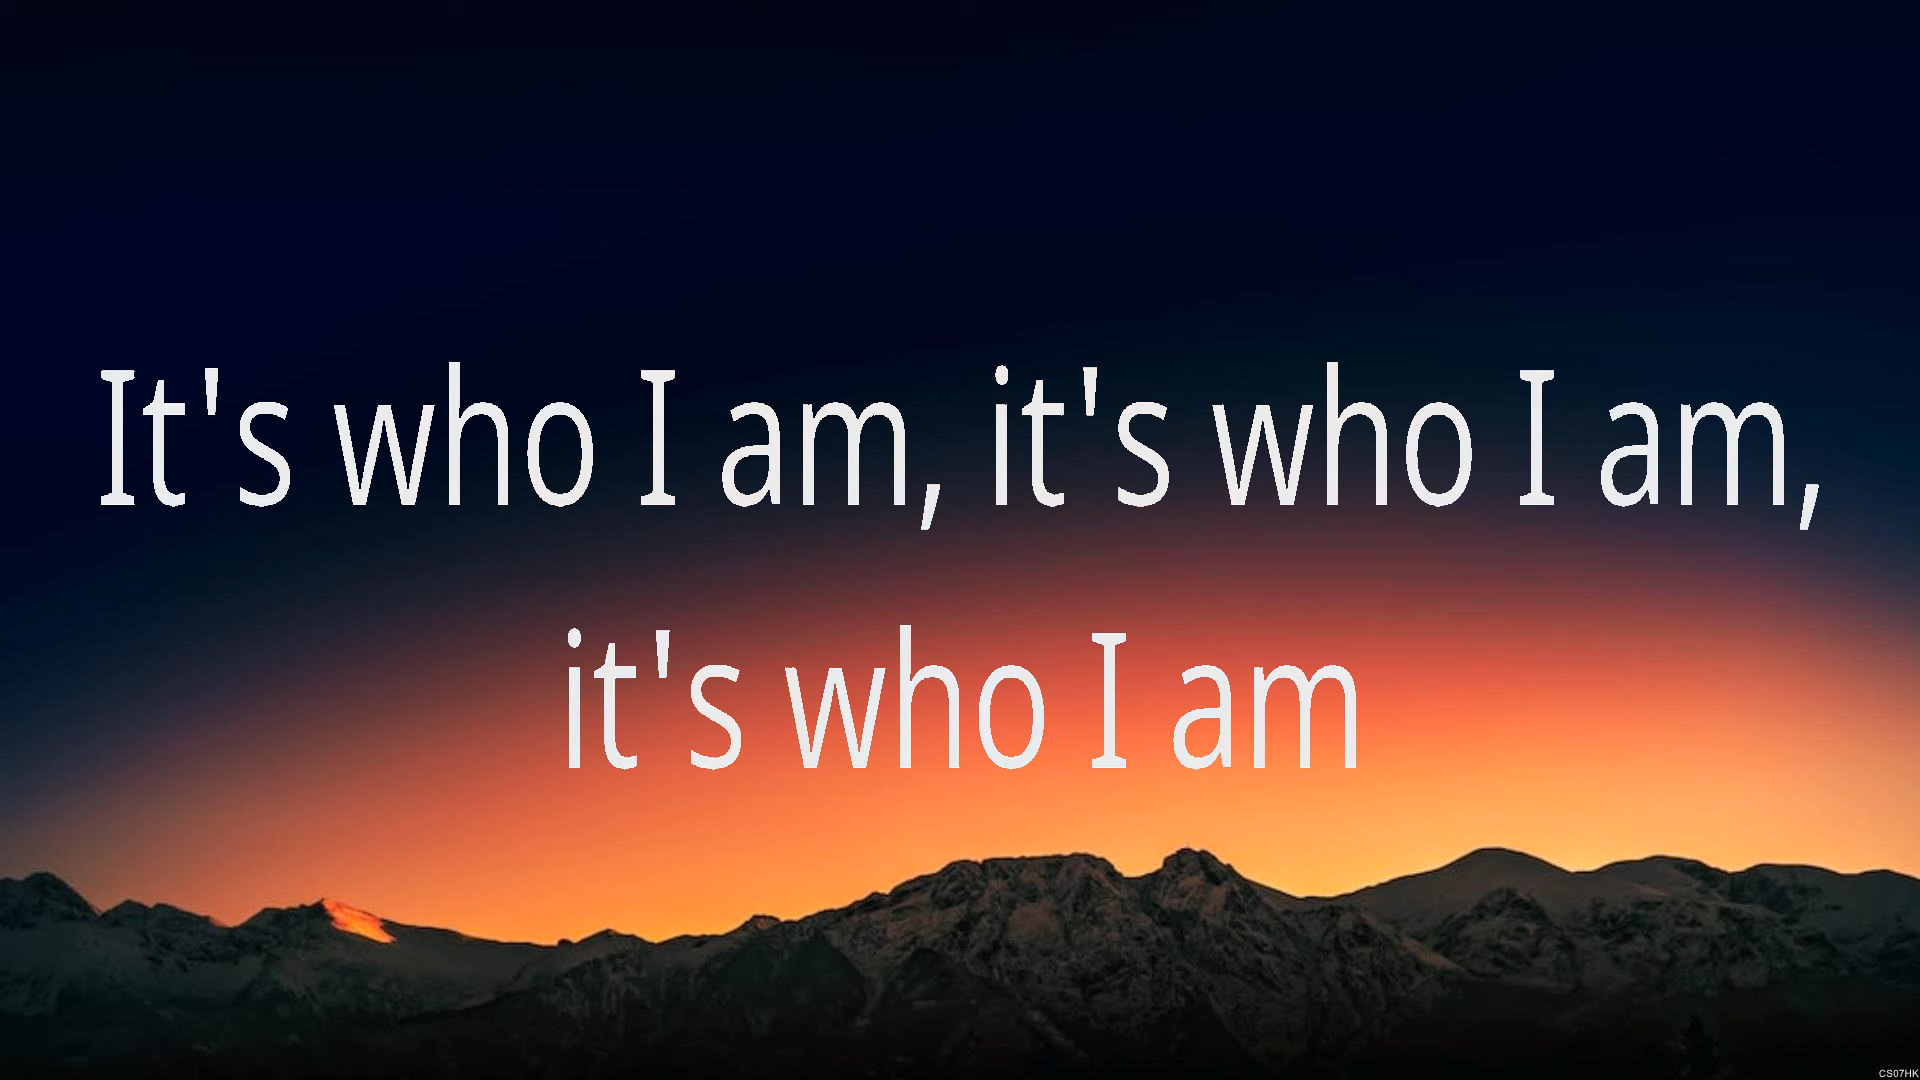 It's who I am, it's who I am,
it's who I am
CS07HK